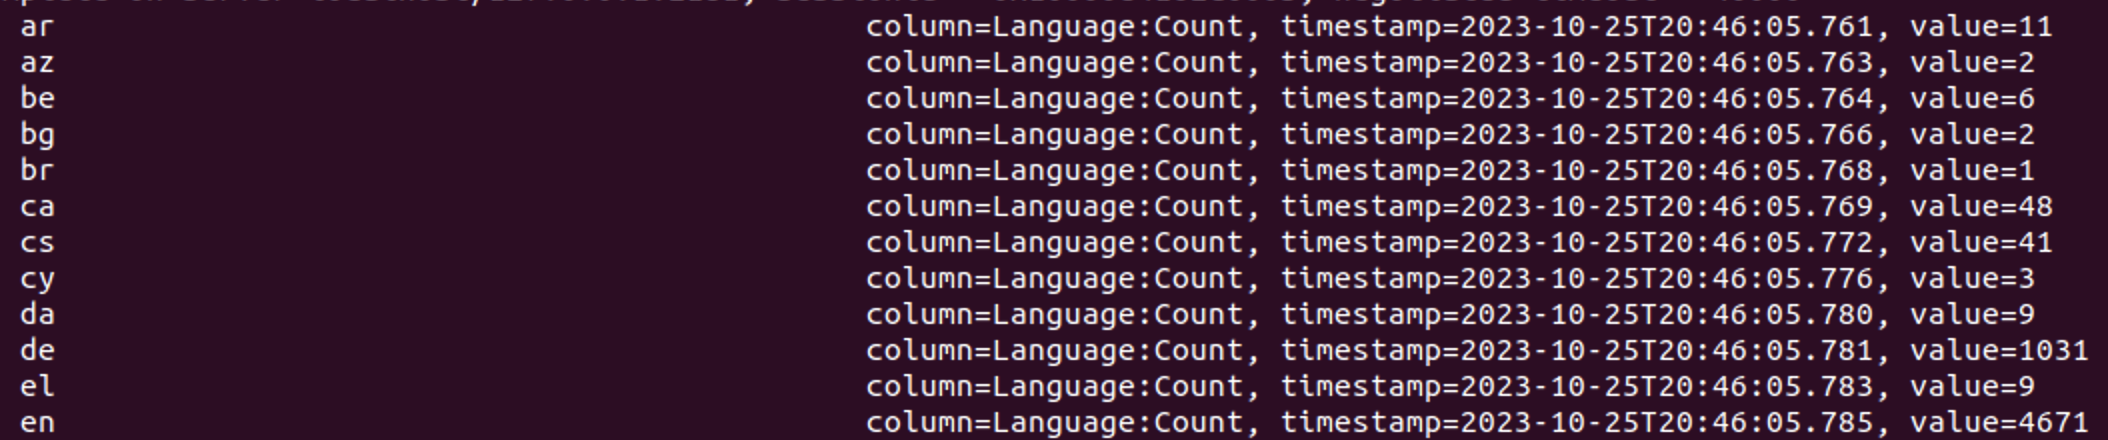 ar column=Language:Count, timestamp=2023-10-25T20:46:05.761, value=11
az column=Language:Count, timestamp=2023-10-25T20:46:05.763, value=2
be column=Language:Count, timestamp=2023-10-25T20:46:05.764, value=6
bg column=Language:Count, timestamp=2023-10-25T20:46:05.766, value=2
br column=Language:Count, timestamp=2023-10-25T20:46:05.768, value=1
ca column=Language:Count, timestamp=2023-10-25T20:46:05.769, value=48
cs column=Language:Count, timestamp=2023-10-25T20:46:05.772, value=41
cy column=Language:Count, timestamp=2023-10-25T20:46:05.776, value=3
da column=Language:Count, timestamp=2023-10-25T20:46:05.780, value=9
de column=Language:Count, timestamp=2023-10-25T20:46:05.781, value=1031
el column=Language:Count, timestamp=2023-10-25T20:46:05.783, value=9
en column=Language:Count, timestamp=2023-10-25T20:46:05.785, value=4671